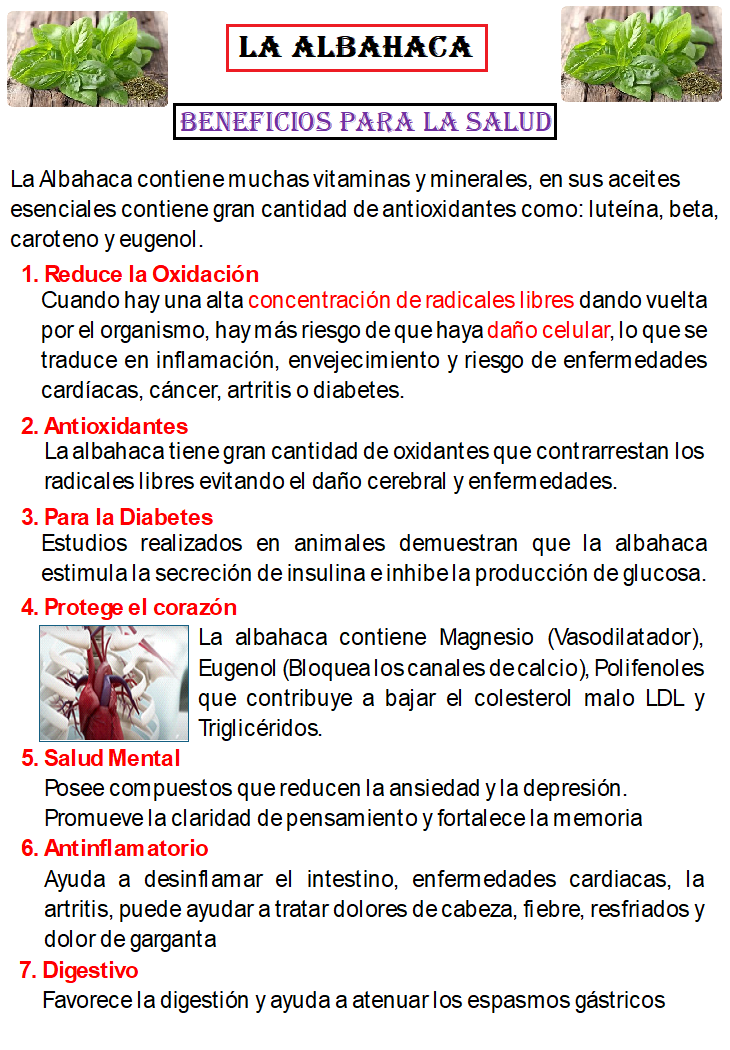 LA ALBAHACA
BENEFICIOS PARA LA SALUD
La Albahaca contiene muchas vitaminas y minerales, en sus aceites
esenciales contiene gran cantidad de antioxidantes como: luteína, beta,
caroteno y eugenol.
1. Reduce la Oxidación
Cuando hay una alta concentración de radicales libres dando vuelta
por el organismo, hay más riesgo de que haya daño celular, lo que se
traduce en inflamación, envejecimiento y riesgo de enfermedades
cardíacas, cáncer, artritis o diabetes.
2. Antioxidantes
La albahaca tiene gran cantidad de oxidantes que contrarrestan los
radicales libres evitando el daño cerebral y enfermedades.
3. Para la Diabetes
Estudios realizados en animales demuestran que la albahaca
estimula la secreción de insulina e inhibe la producción de glucosa.
4. Protege el corazón
La albahaca contiene Magnesio (Vasodilatador),
Eugenol (Bloquea los canales de calcio), Polifenoles
que contribuye a bajar el colesterol malo LDL y
Triglicéridos.
5. Salud Mental
Posee compuestos que reducen la ansiedad y la depresión.
Promueve la claridad de pensamiento y fortalece la memoria
6. Antinflamatorio
Ayuda a desinflamar el intestino, enfermedades cardiacas, la
artritis, puede ayudar a tratar dolores de cabeza, fiebre, resfriados y
dolor de garganta
7. Digestivo
Favorece la digestión y ayuda a atenuar los espasmos gástricos